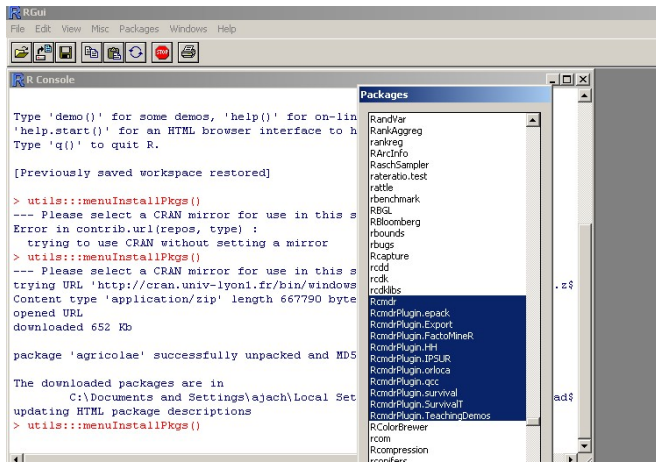 RGui
File Edit View Misc Packages Windows Help
STOP
R Console
Type 'demo()' for some demos, 'help()' for on-lin
'help.start()' for an HTML browser interface to h
Type 'q()' to quit R.
[Previously saved workspace restored]
> utils:::menuInstallPkgs()
--- Please select a CRAN mirror for use in this s
Error in contrib.url(repos, type) :
trying to use CRAN without setting a mirror
> utils:::menuInstallPkgs()
--- Please select a CRAN mirror for use in this s
trying URL 'http://cran.univ-lyon1.fr/bin/windows .z$
Content type 'application/zip' length 667790 byte
opened URL
downloaded 652 Kb
package 'agricolae' successfully unpacked and MD5
The downloaded packages are in
C:\Documents and Settings\ajach\Local Set ad$
updating HTML package descriptions
> utils:::menuInstallPkgs()
Packages
RandVar
RankAggreg
rankreg
RArcInfo
RaschSampler
rateratio.test
rattle
rbenchmark
RBGL
RBloomberg
rbounds
rbugs
Rcapture
rcdd
rcdk
rcdklibs
Rcmdr
RcmdrPlugin.epack
RcmdrPlugin.Export
RcmdrPlugin.FactoMineR
RcmdrPlugin.HH
RcmdrPlugin.IPSUR
RcmdrPlugin.orloca
RcmdrPlugin.qcc
RcmdrPlugin.survival
RcmdrPlugin.SurvivalT
RcmdrPlugin.TeachingDemos
RColorBrewer
rcom
Rcompression
rconifers